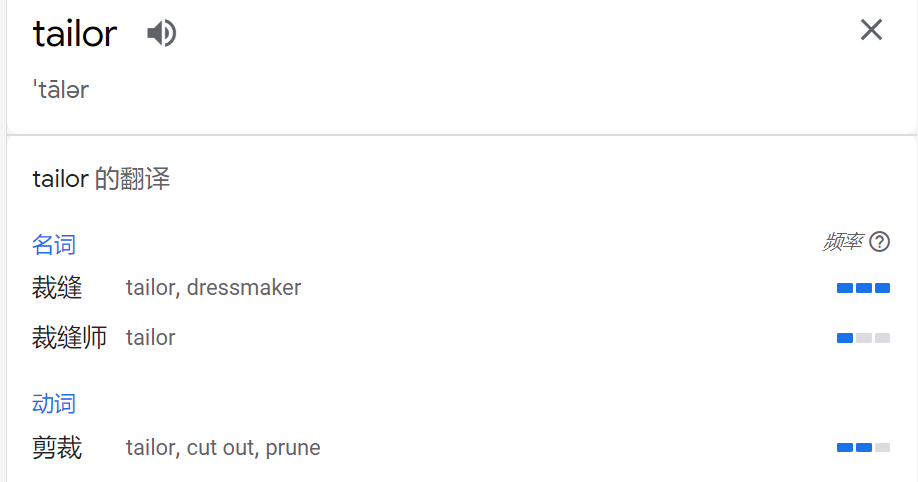 tailor
ˈtālər
tailor 的翻译
名词 频率
裁缝 tailor, dressmaker
裁缝师 tailor
动词
剪裁 tailor, cut out, prune